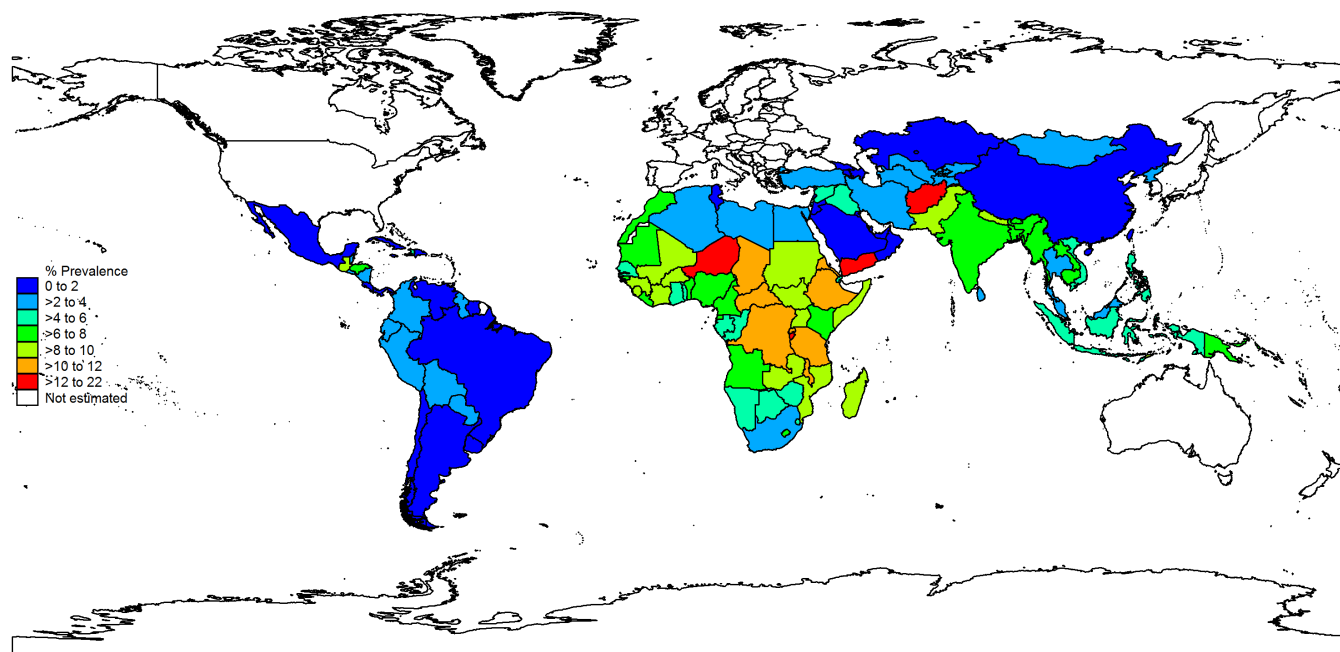 % Prevalence
0 to 2
>2 to 4
>4 to 6
>6 to 8
>8 to 10
>10 to 12
>12 to 22
Not estimated